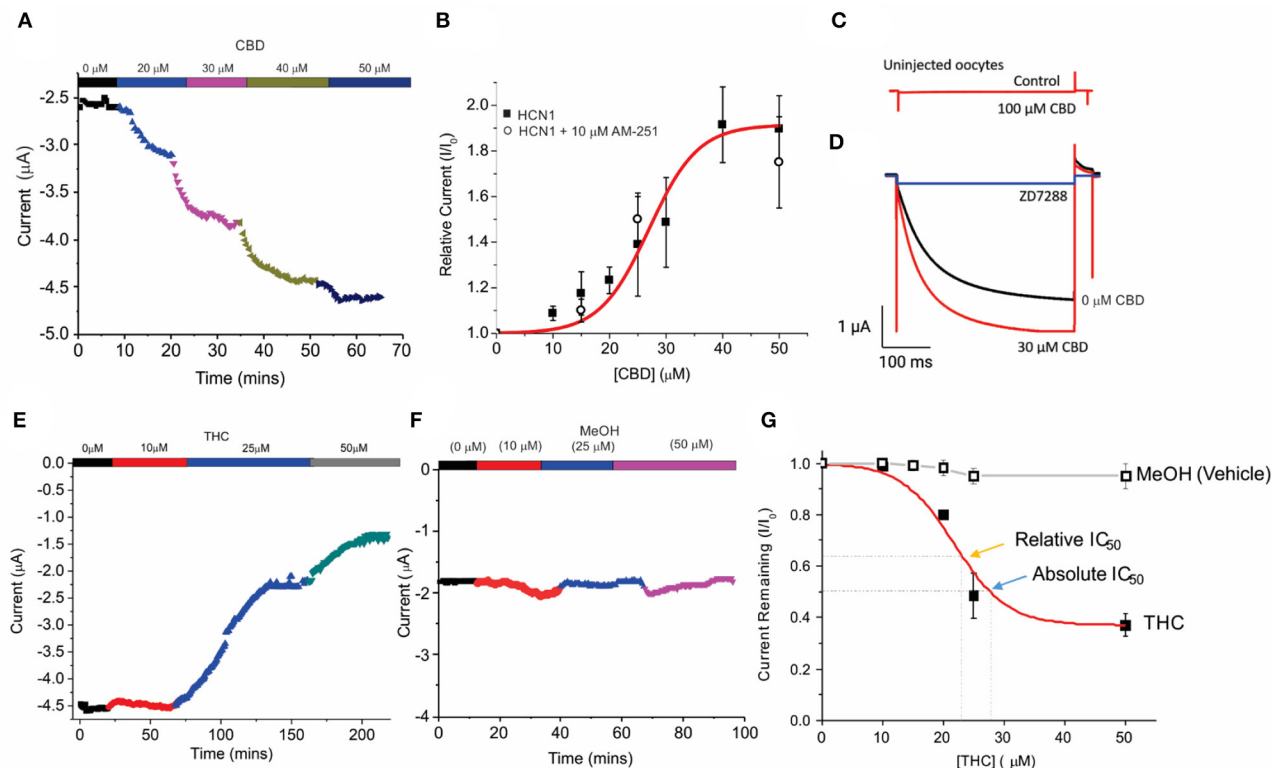 A
CBD
0 μM 20 μM 30 μM 40 μM 50 μM
-2.5
-3.0
-3.5
-4.0
-4.5
-5.0
Current (μA)
0 10 20 30 40 50 60 70
Time (mins)
B
HCN1
HCN1 + 10 μM AM-251
2.0
1.8
1.6
1.4
1.2
1.0
Relative Current (I/I0)
0 10 20 30 40 50
[CBD] (μM)
C
Uninjected oocytes
Control
100 μM CBD
D
ZD7288
0 μM CBD
30 μM CBD
1 μA
100 ms
E
THC
0μM 10μM 25μM 50μM
0.0
-0.5
-1.0
-1.5
-2.0
-2.5
-3.0
-3.5
-4.0
-4.5
Current (μA)
0 50 100 150 200
Time (mins)
F
MeOH
(0 μM) (10 μM) (25 μM) (50 μM)
0
-1
-2
-3
-4
Current (μA)
0 20 40 60 80 100
Time (mins)
G
1.0
0.8
0.6
0.4
0.2
0.0
Current Remaining (I/I0)
MeOH (Vehicle)
Relative IC50
Absolute IC50
THC
0 10 20 30 40 50
[THC] ( μM)